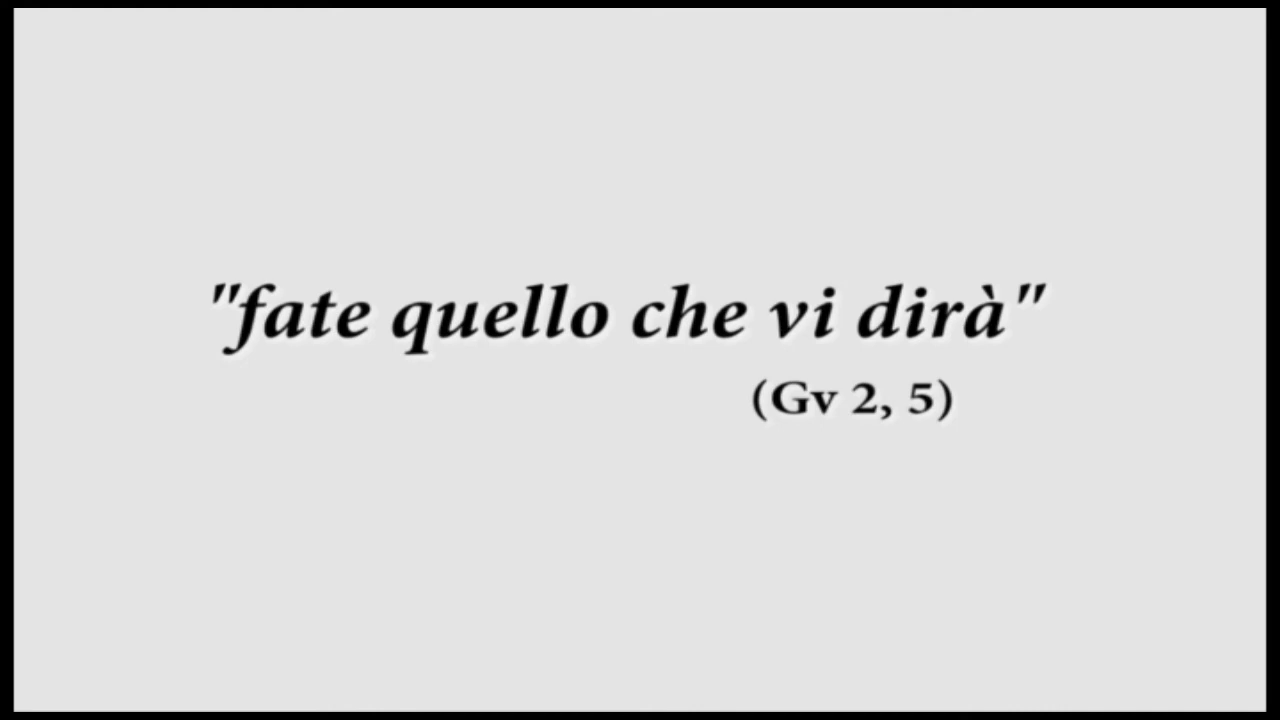 "fate quello che vi dirà"
(Gv 2, 5)